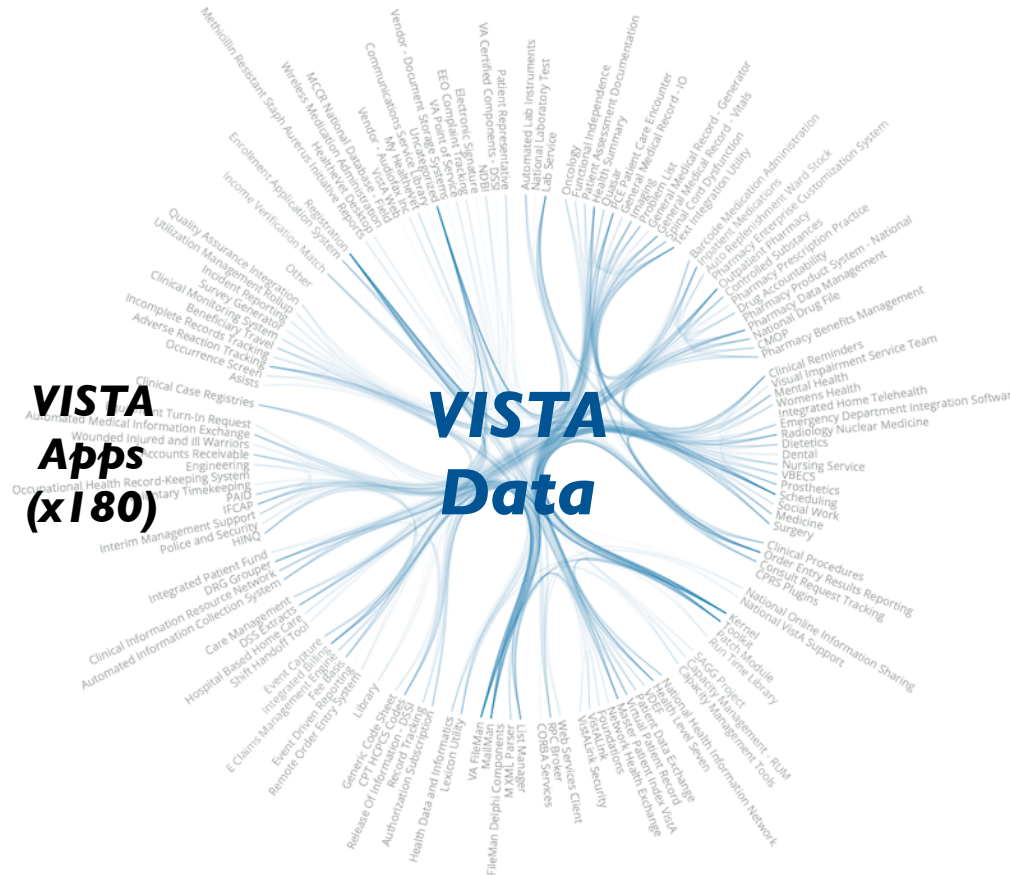 VISTA
Apps
(x180)
VISTA
Data
Patient Representative
Automated Lab Instruments
National Laboratory Test
Lab Service
Oncology
Functional Independence
Patient Assessment Documentation
Health Summary
Quasar
PCE Patient Care Encounter
General Medical Record - IO
Imaging
Problem List
General Medical Record - Generator
General Medical Record - Vitals
Spinal Cord Dysfunction
Text Integration Utility
Barcode Medication Administration
Inpatient Medications
Auto Replenishment Ward Stock
Pharmacy Enterprise Customization System
Outpatient Pharmacy
Controlled Substances
Pharmacy Prescription Practice
Drug Accountability
Pharmacy Product System - National
Pharmacy Data Management
National Drug File
CMOP
Pharmacy Benefits Management
Clinical Reminders
Visual Impairment Service Team
Mental Health
Womens Health
Integrated Home Telehealth
Emergency Department Integration Software
Radiology Nuclear Medicine
Dietetics
Dental
Nursing Service
VBECS
Prosthetics
Scheduling
Social Work
Medicine
Surgery
Clinical Procedures
Order Entry Results Reporting
Consult Request Tracking
CPRS Plugins
National Online Information Sharing
National VistA Support
Kernel
Toolkit
Patch Module
Run Time Library
SAGG Project
Capacity Management - RUM
Capacity Management Tools
National Health Information Network
Health Level Seven
VDEF
Patient Data Exchange
Virtual Patient Record
Master Patient Index VistA
Network Health Exchange
Foundations
VistALink
VistALink Security
Web Services Client
RPC Broker
CORBA Services
List Manager
M XML Parser
FileMan Delphi Components
MailMan
VA FileMan
Lexicon Utility
Health Data and Informatics
Authorization Subscription
Record Tracking
Release Of Information - DSSI
CPT HCPCS Codes
Generic Code Sheet
Library
Remote Order Entry System
Event Driven Reporting
Fee Basis
E Claims Management Engine
Integrated Billing
Event Capture
Shift Handoff Tool
Hospital Based Home Care
DSS Extracts
Care Management
Automated Information Collection System
Clinical Information Resource Network
DRG Grouper
Integrated Patient Fund
HINQ
Police and Security
Interim Management Support
IFCAP
PAID
Timekeeping
Occupational Health Record-Keeping System
Engineering
Accounts Receivable
Wounded Injured and Ill Warriors
Automated Medical Information Exchange
Turn-In Request
Clinical Case Registries
Asists
Occurrence Screen
Adverse Reaction Tracking
Incomplete Records Tracking
Beneficiary Travel
Clinical Monitoring System
Survey Generator
Incident Reporting
Utilization Management Rollup
Quality Assurance Integration
Other
Income Verification Match
Enrollment Application System
Registration
Methicillin Resistant Staph Aureus Initiative Reports
HealtheVet Desktop
Wireless Medication Administration
MCCR National Database - Field
VistA Web
Vendor - Audiofax Inc
My HealtheVet
Communications Service Library
Uncategorized
Vendor - Document Storage Systems
VA Point of Service
EEO Complaint Tracking
Electronic Signature
NDBI
VA Certified Components - DSSI